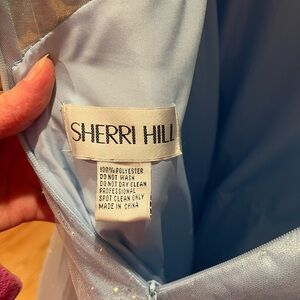 SHERRI HILL
100% POLYESTER
DO NOT WASH
DO NOT DRY CLEAN
PROFESSIONAL
SPOT CLEAN ONLY
MADE IN CHINA